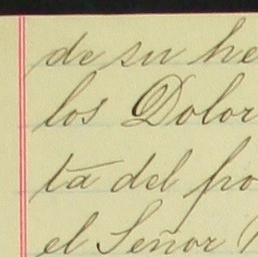 de su he
los Dolor
ta del po
el Señor